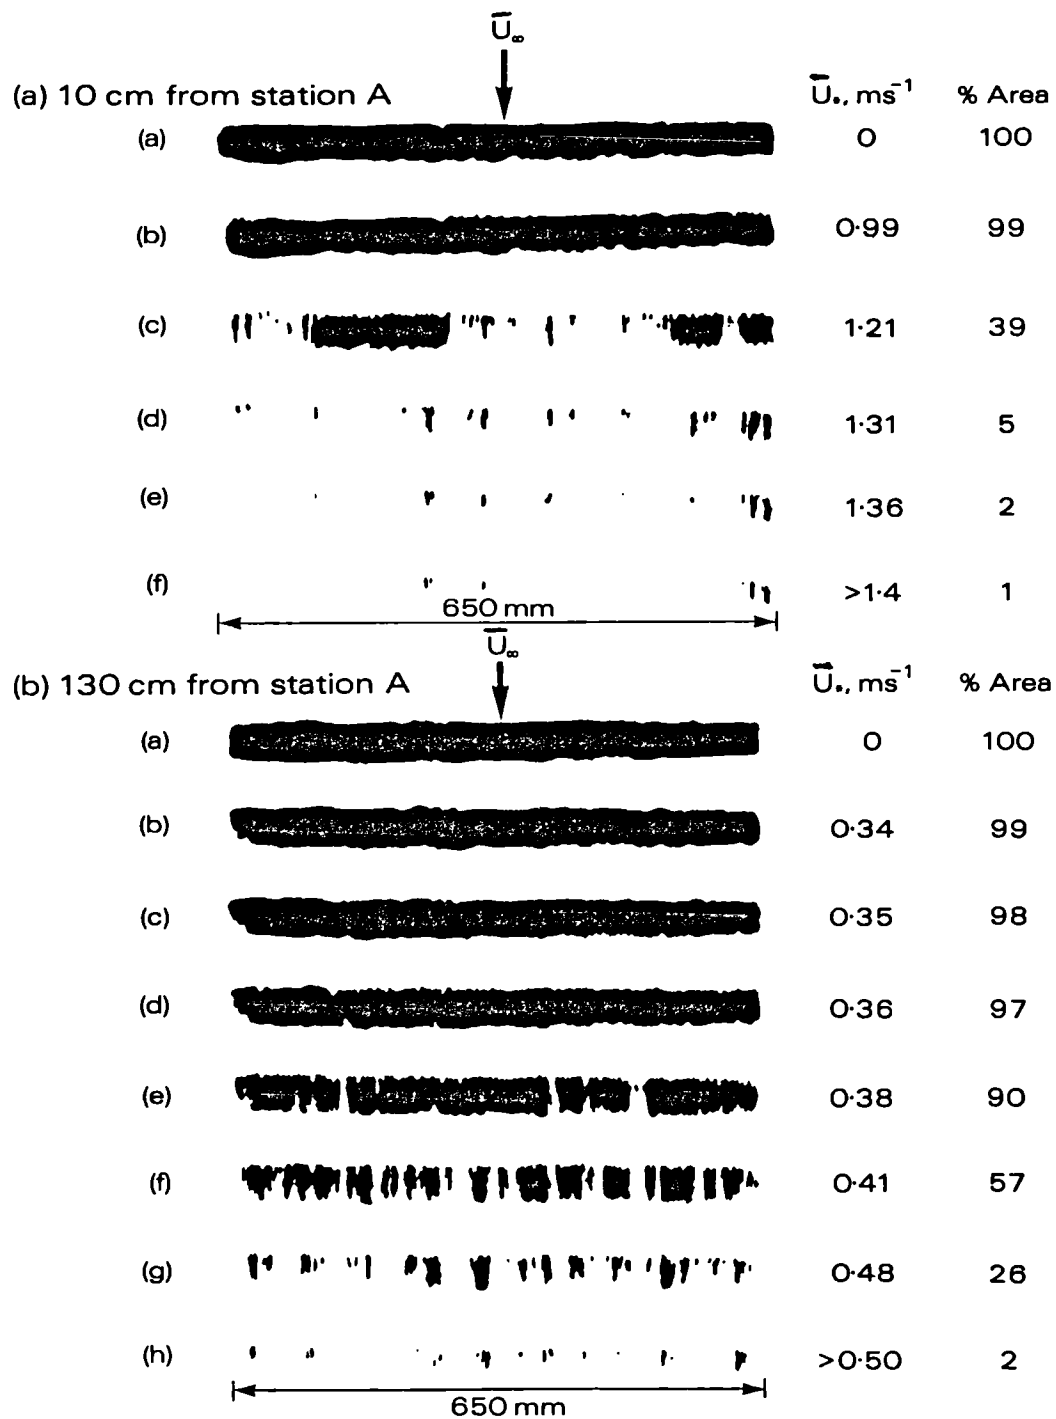 Ū∞
(a) 10 cm from station A Ū*, ms⁻¹ % Area
(a) 0 100
(b) 0·99 99
(c) 1·21 39
(d) 1·31 5
(e) 1·36 2
(f) >1·4 1
650 mm
Ū∞
(b) 130 cm from station A Ū*, ms⁻¹ % Area
(a) 0 100
(b) 0·34 99
(c) 0·35 98
(d) 0·36 97
(e) 0·38 90
(f) 0·41 57
(g) 0·48 26
(h) >0·50 2
650 mm